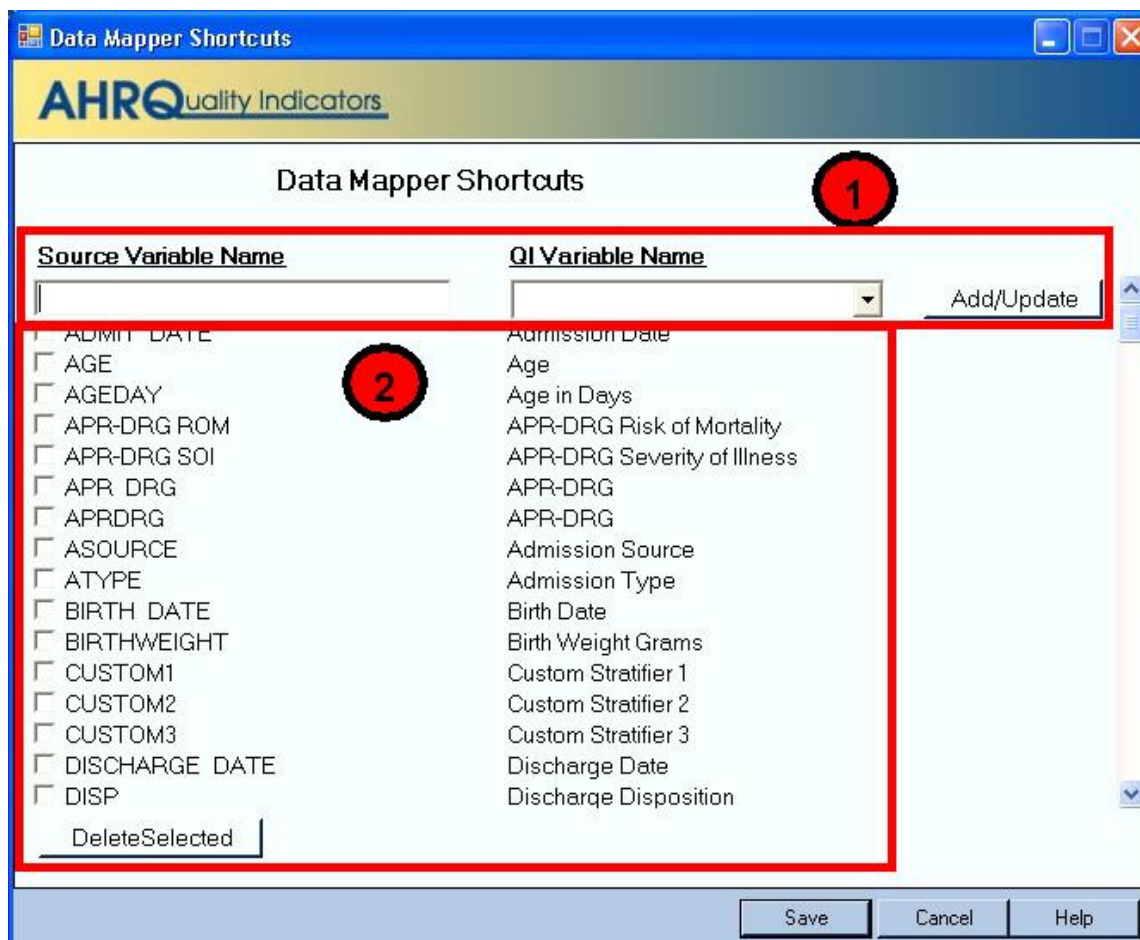 Data Mapper Shortcuts
AHRQuality Indicators
Data Mapper Shortcuts
1
Source Variable Name QI Variable Name
Add/Update
ADMIT DATE Admission Date
AGE Age
2
AGEDAY Age in Days
APR-DRG ROM APR-DRG Risk of Mortality
APR-DRG SOI APR-DRG Severity of Illness
APR DRG APR-DRG
APRDRG APR-DRG
ASOURCE Admission Source
ATYPE Admission Type
BIRTH DATE Birth Date
BIRTHWEIGHT Birth Weight Grams
CUSTOM1 Custom Stratifier 1
CUSTOM2 Custom Stratifier 2
CUSTOM3 Custom Stratifier 3
DISCHARGE DATE Discharge Date
DISP Discharge Disposition
DeleteSelected
Save Cancel Help